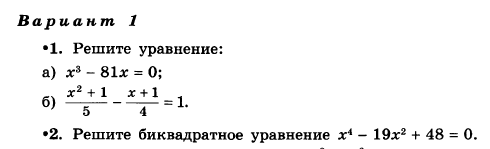 Вариант 1
•1. Решите уравнение:
а) x³ − 81x = 0;
б) (x² + 1)/5 − (x + 1)/4 = 1.
•2. Решите биквадратное уравнение x⁴ − 19x² + 48 = 0.